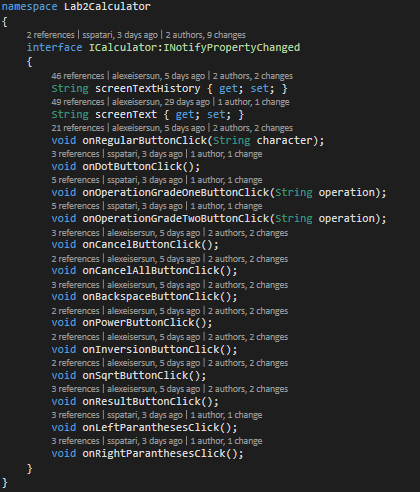 namespace Lab2Calculator
{
2 references | sspatari, 3 days ago | 2 authors, 9 changes
interface ICalculator:INotifyPropertyChanged
{
46 references | alexeisersun, 5 days ago | 2 authors, 2 changes
String screenTextHistory { get; set; }
49 references | alexeisersun, 29 days ago | 1 author, 1 change
String screenText { get; set; }
21 references | alexeisersun, 5 days ago | 2 authors, 2 changes
void onRegularButtonClick(String character);
3 references | sspatari, 3 days ago | 1 author, 1 change
void onDotButtonClick();
5 references | sspatari, 3 days ago | 1 author, 1 change
void onOperationGradeOneButtonClick(String operation);
5 references | sspatari, 3 days ago | 1 author, 1 change
void onOperationGradeTwoButtonClick(String operation);
3 references | alexeisersun, 5 days ago | 2 authors, 2 changes
void onCancelButtonClick();
2 references | alexeisersun, 5 days ago | 2 authors, 2 changes
void onCancelAllButtonClick();
3 references | alexeisersun, 5 days ago | 2 authors, 2 changes
void onBackspaceButtonClick();
2 references | alexeisersun, 5 days ago | 2 authors, 2 changes
void onPowerButtonClick();
2 references | alexeisersun, 5 days ago | 2 authors, 2 changes
void onInversionButtonClick();
2 references | alexeisersun, 5 days ago | 2 authors, 2 changes
void onSqrtButtonClick();
3 references | alexeisersun, 5 days ago | 2 authors, 2 changes
void onResultButtonClick();
3 references | sspatari, 3 days ago | 1 author, 1 change
void onLeftParanthesesClick();
3 references | sspatari, 3 days ago | 1 author, 1 change
void onRightParanthesesClick();
}
}